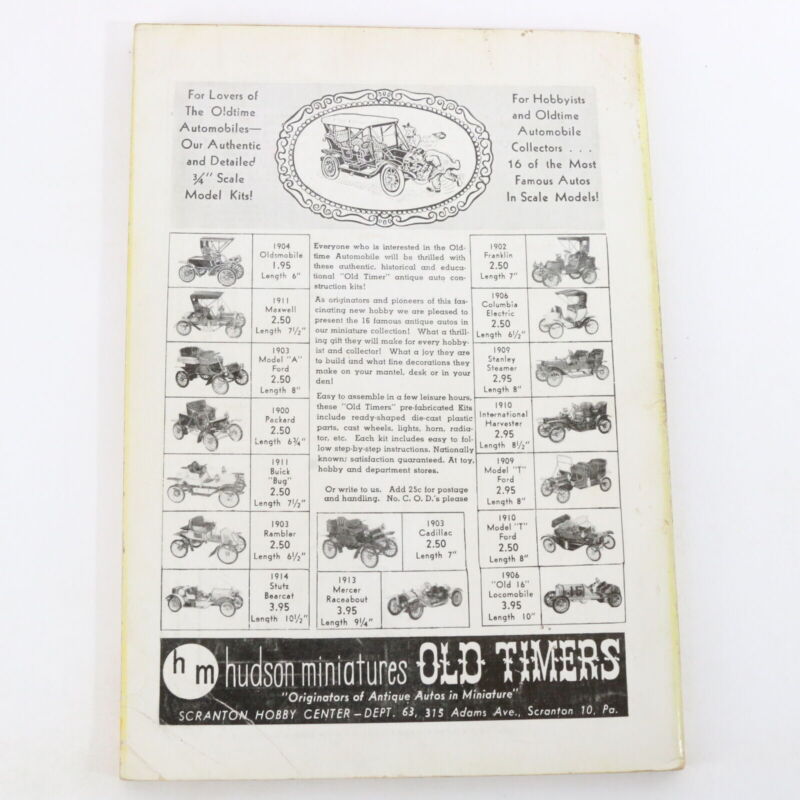 For Lovers of
The Oldtime
Automobiles—
Our Authentic
and Detailed
¾" Scale
Model Kits!
For Hobbyists
and Oldtime
Automobile
Collectors . . .
16 of the Most
Famous Autos
In Scale Models!
1904
Oldsmobile
1.95
Length 6"
1911
Maxwell
2.50
Length 7½"
1903
Model "A"
Ford
2.50
Length 8"
1900
Packard
2.50
Length 6¾"
1911
Buick
"Bug"
2.50
Length 7½"
1903
Rambler
2.50
Length 6½"
1914
Stutz
Bearcat
3.95
Length 10½"
Everyone who is interested in the Old-
time Automobile will be thrilled with
these authentic, historical and educa-
tional "Old Timer" antique auto con-
struction kits!
As originators and pioneers of this fas-
cinating new hobby we are pleased to
present the 16 famous antique autos in
our miniature collection! What a thrill-
ing gift they will make for every hobby-
ist and collector! What a joy they are
to build and what fine decorations they
make on your mantel, desk or in your
den!
Easy to assemble in a few leisure hours,
these "Old Timers" pre-fabricated Kits
include ready-shaped die-cast plastic
parts, cast wheels, lights, horn, radia-
tor, etc. Each kit includes easy to fol-
low step-by-step instructions. Nationally
known; satisfaction guaranteed. At toy,
hobby and department stores.
Or write to us. Add 25c for postage
and handling. No C. O. D.'s please
1903
Cadillac
2.50
Length 7"
1913
Mercer
Raceabout
3.95
Length 9¼"
1902
Franklin
2.50
Length 7"
1906
Columbia
Electric
2.50
Length 6½"
1909
Stanley
Steamer
2.95
Length 8"
1910
International
Harvester
2.95
Length 8½"
1909
Model "T"
Ford
2.95
Length 8"
1910
Model "T"
Ford
2.50
Length 8"
1906
"Old 16"
Locomobile
3.95
Length 10"
16
hm hudson miniatures OLD TIMERS
"Originators of Antique Autos in Miniature"
SCRANTON HOBBY CENTER—DEPT. 63, 315 Adams Ave., Scranton 10, Pa.